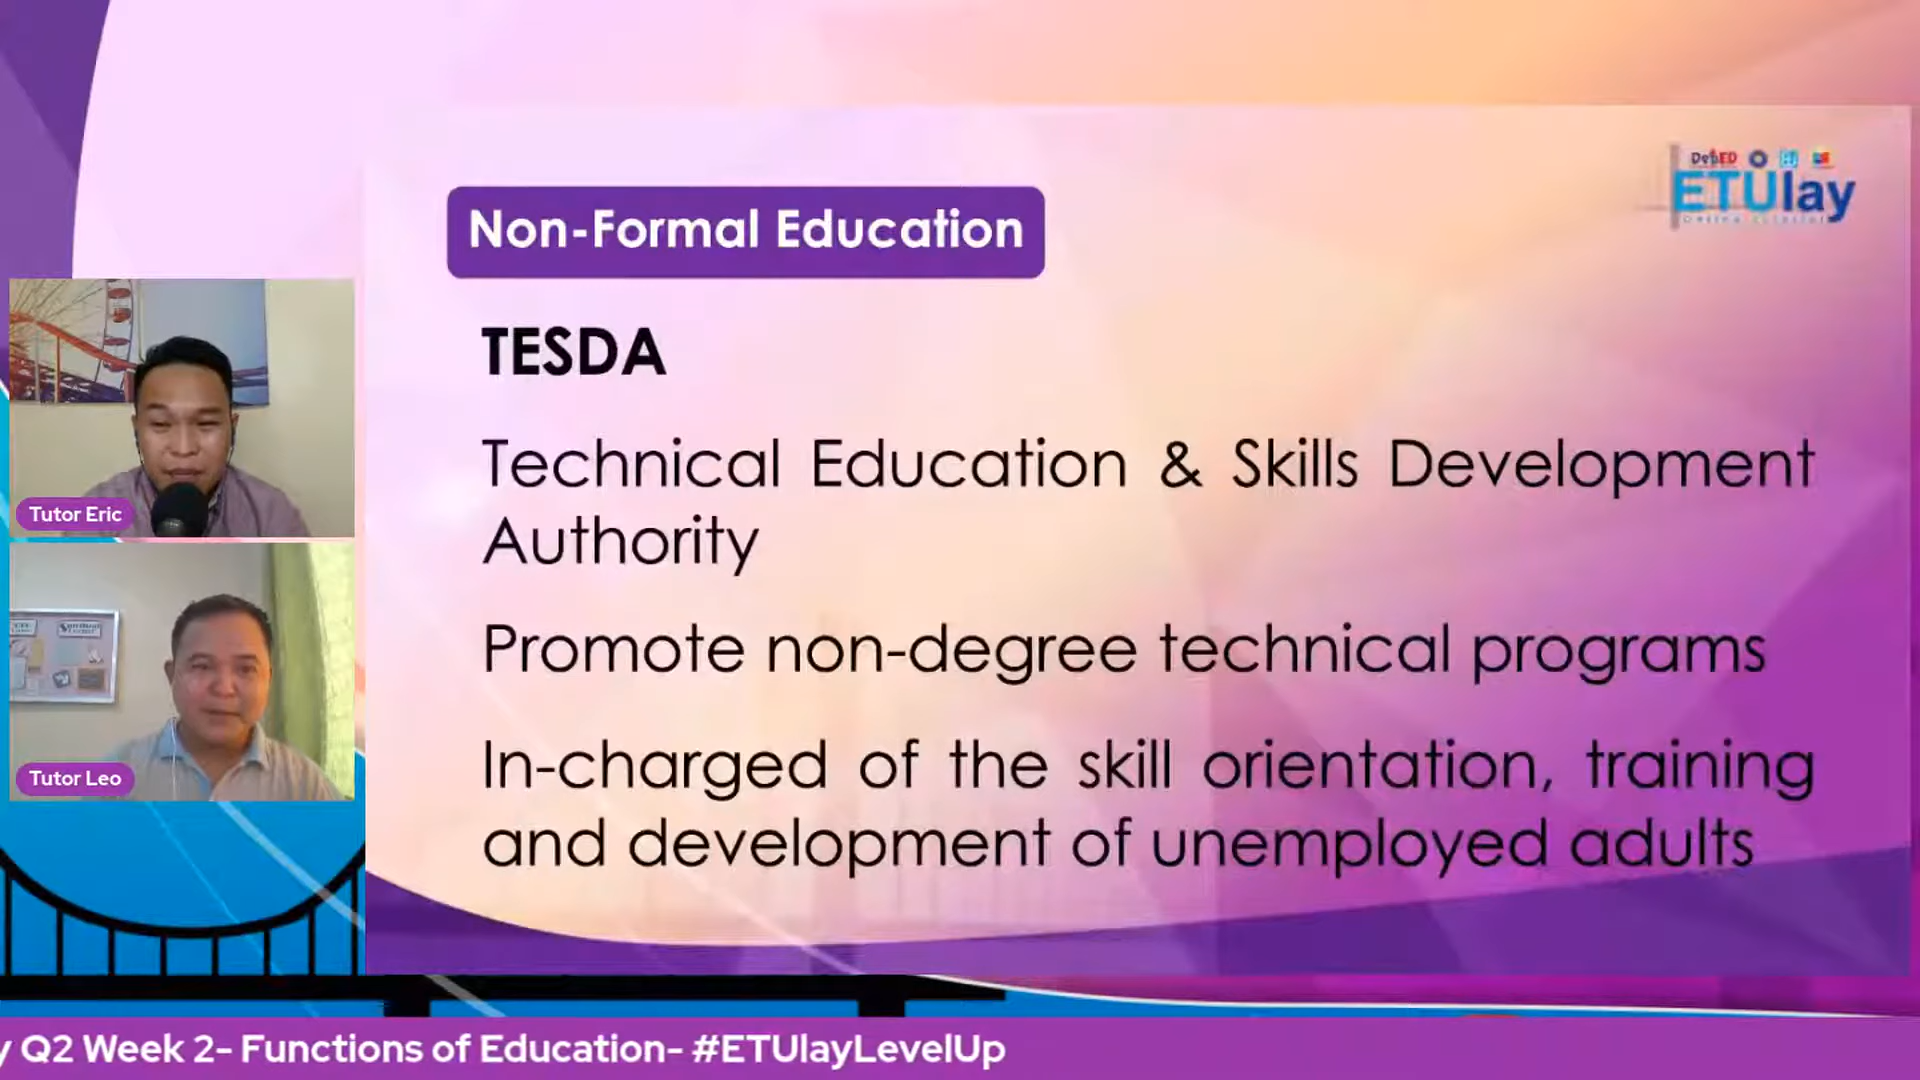 DepED
ETUlay
Non-Formal Education
TESDA
Technical Education & Skills Development
Authority
Promote non-degree technical programs
In-charged of the skill orientation, training
and development of unemployed adults
Tutor Eric
Tutor Leo
y Q2 Week 2- Functions of Education- #ETUlayLevelUp